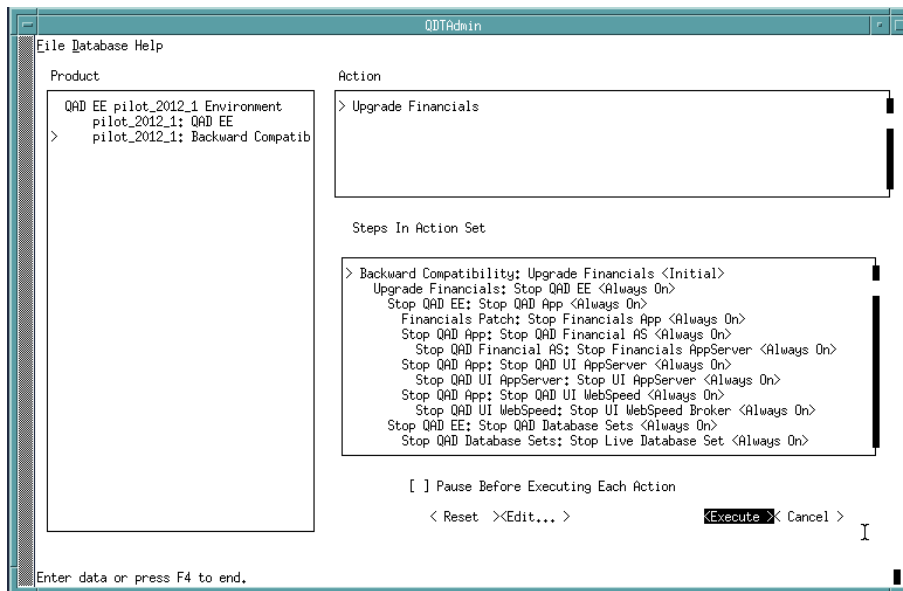 QDTAdmin
File Database Help
Product
Action
QAD EE pilot_2012_1 Environment
pilot_2012_1: QAD EE
> pilot_2012_1: Backward Compatib
> Upgrade Financials
Steps In Action Set
> Backward Compatibility: Upgrade Financials <Initial>
Upgrade Financials: Stop QAD EE <Always On>
Stop QAD EE: Stop QAD App <Always On>
Financials Patch: Stop Financials App <Always On>
Stop QAD App: Stop QAD Financial AS <Always On>
Stop QAD Financial AS: Stop Financials AppServer <Always On>
Stop QAD App: Stop QAD UI AppServer <Always On>
Stop QAD UI AppServer: Stop UI AppServer <Always On>
Stop QAD App: Stop QAD UI WebSpeed <Always On>
Stop QAD UI WebSpeed: Stop UI WebSpeed Broker <Always On>
Stop QAD EE: Stop QAD Database Sets <Always On>
Stop QAD Database Sets: Stop Live Database Set <Always On>
[ ] Pause Before Executing Each Action
< Reset ><Edit... > <Execute >< Cancel >
Enter data or press F4 to end.